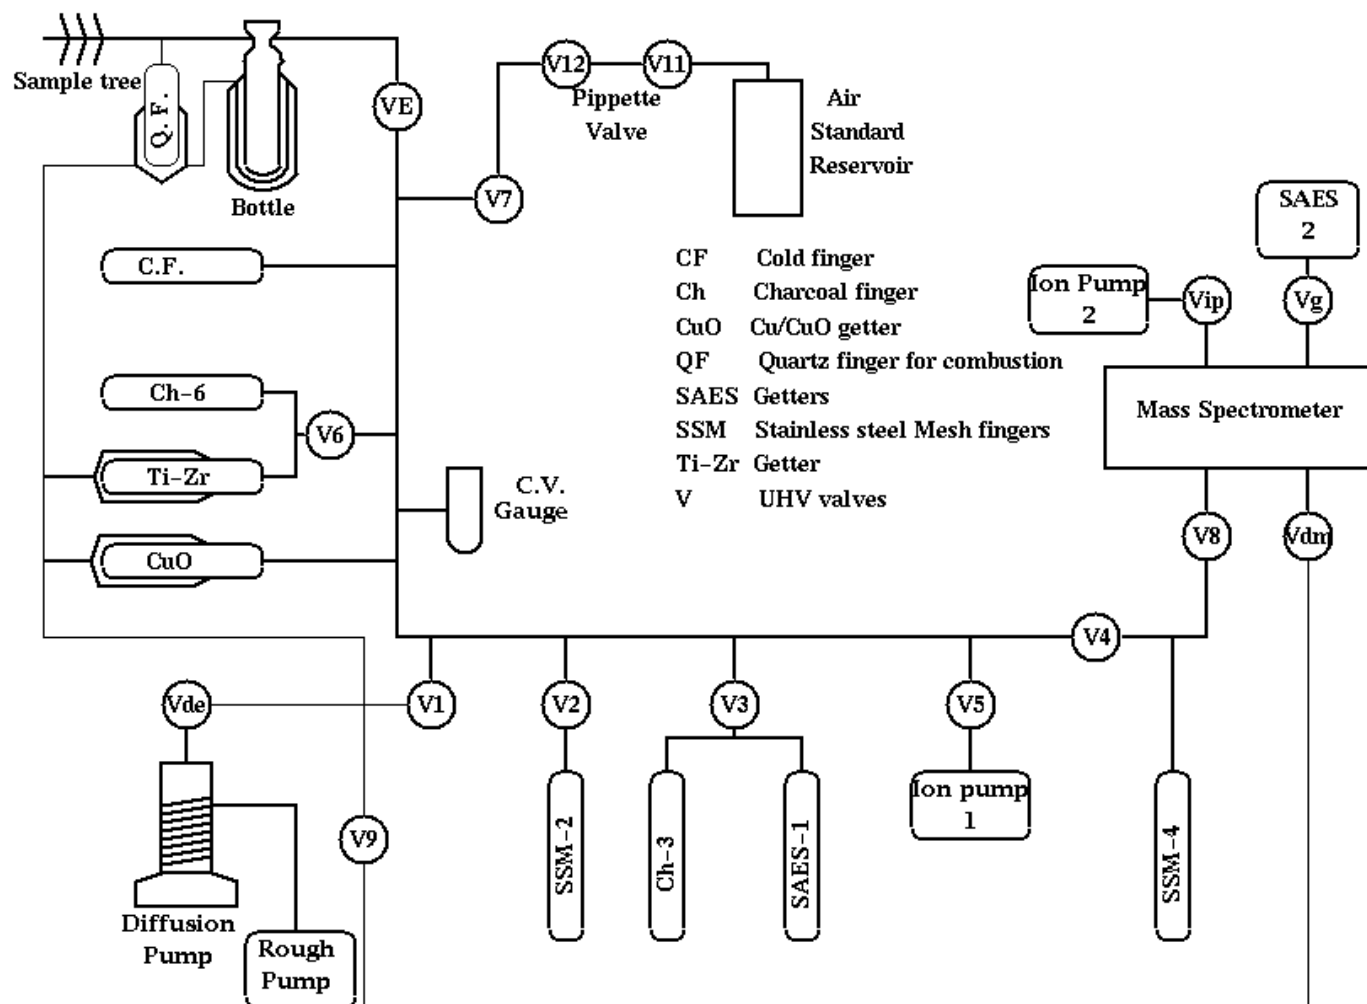 Sample tree
Q. F.
Bottle
VE
V12
V11
Pippette
Valve
Air
Standard
Reservoir
V7
SAES
2
C.F.
CF Cold finger
Ch Charcoal finger
CuO Cu/CuO getter
QF Quartz finger for combustion
SAES Getters
SSM Stainless steel Mesh fingers
Ti-Zr Getter
V UHV valves
Ion Pump
2
Vip
Vg
Mass Spectrometer
Ch-6
V6
Ti-Zr
C.V.
Gauge
CuO
V8
Vdm
V4
Vde
V1
V2
V3
V5
Ion pump
1
SSM-2
Ch-3
SAES-1
SSM-4
V9
Diffusion
Pump
Rough
Pump